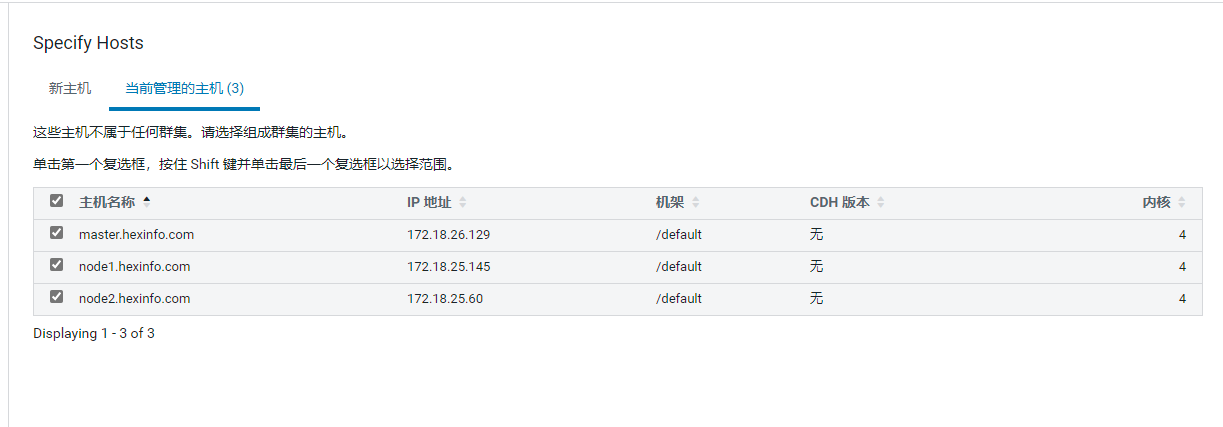 Specify Hosts
新主机 当前管理的主机 (3)
这些主机不属于任何群集。请选择组成群集的主机。
单击第一个复选框，按住 Shift 键并单击最后一个复选框以选择范围。
主机名称 IP 地址 机架 CDH 版本 内核
master.hexinfo.com 172.18.26.129 /default 无 4
node1.hexinfo.com 172.18.25.145 /default 无 4
node2.hexinfo.com 172.18.25.60 /default 无 4
Displaying 1 - 3 of 3